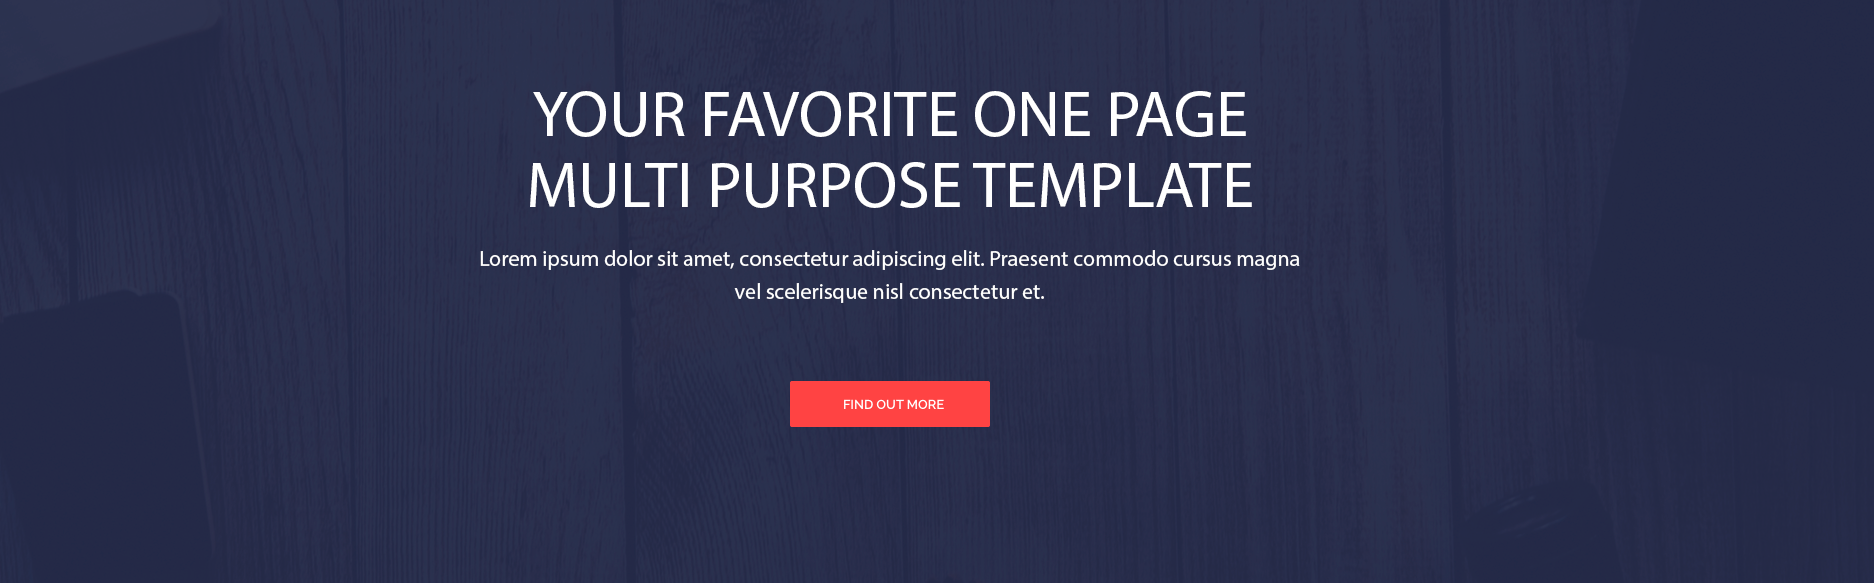 YOUR FAVORITE ONE PAGE
MULTI PURPOSE TEMPLATE
Lorem ipsum dolor sit amet, consectetur adipiscing elit. Praesent commodo cursus magna
vel scelerisque nisl consectetur et.
FIND OUT MORE